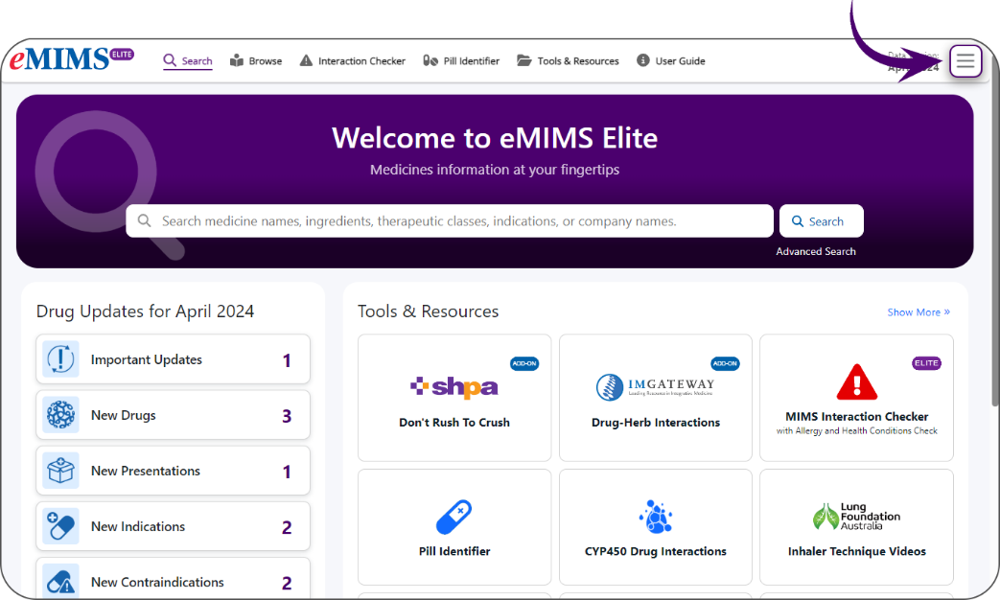 eMIMS ELITE
Search
Browse
Interaction Checker
Pill Identifier
Tools & Resources
User Guide
Welcome to eMIMS Elite
Medicines information at your fingertips
Search medicine names, ingredients, therapeutic classes, indications, or company names.
Search
Advanced Search
Drug Updates for April 2024
Important Updates 1
New Drugs 3
New Presentations 1
New Indications 2
New Contraindications 2
Tools & Resources
Show More »
ADD-ON
shpa
Don't Rush To Crush
ADD-ON
IMGATEWAY
Leading Resource in Integrative Medicine
Drug-Herb Interactions
ELITE
MIMS Interaction Checker
with Allergy and Health Conditions Check
Pill Identifier
CYP450 Drug Interactions
Lung
Foundation
Australia
Inhaler Technique Videos